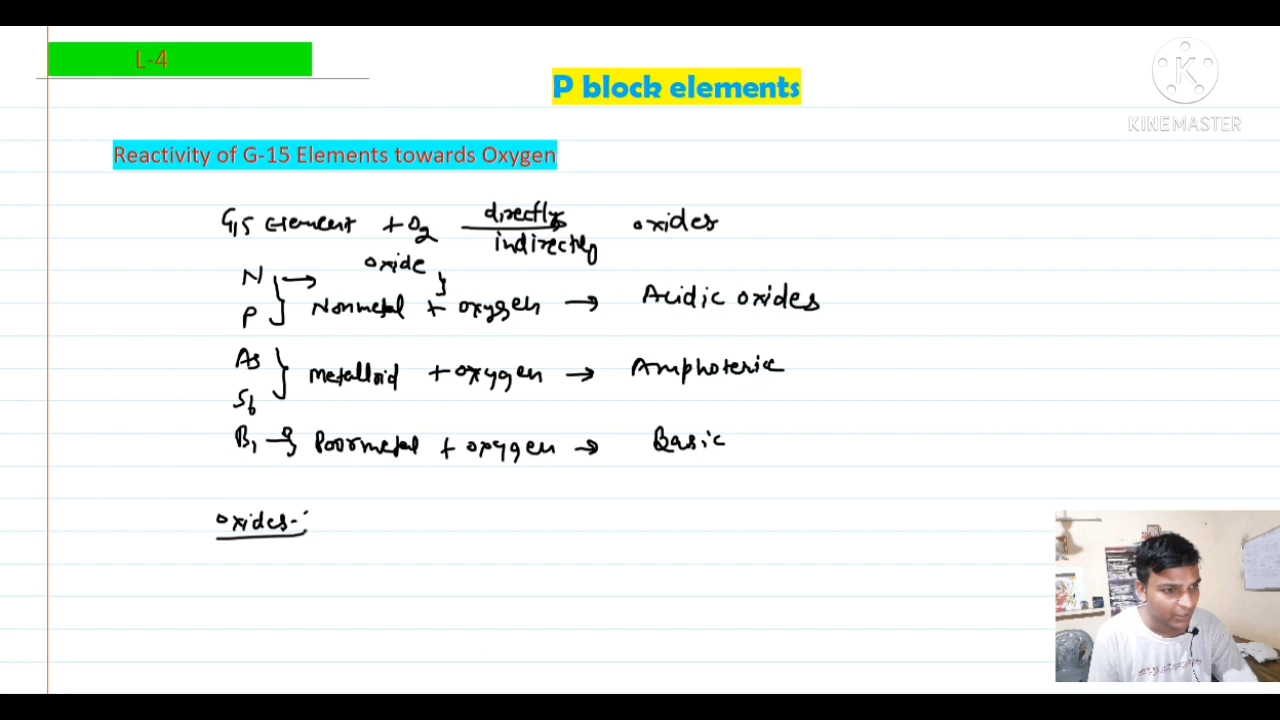 L-4
P block elements
KINEMASTER
Reactivity of G-15 Elements towards Oxygen
G15 Element + O2 directly indirectly oxides
N
oxide
P Nonmetal + oxygen → Acidic oxides
As
metalloid + oxygen → Amphoteric
Sb
Bi → Poormetal + oxygen → Basic
oxides-: